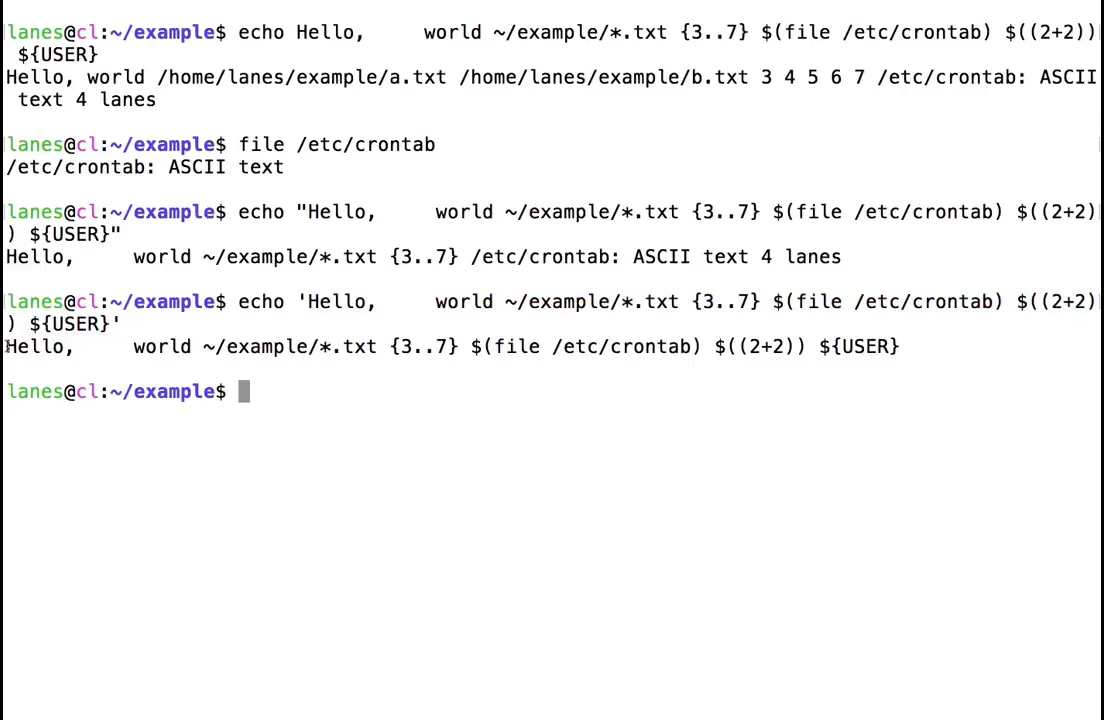 lanes@cl:~/example$ echo Hello,     world ~/example/*.txt {3..7} $(file /etc/crontab) $((2+2))
 ${USER}
Hello, world /home/lanes/example/a.txt /home/lanes/example/b.txt 3 4 5 6 7 /etc/crontab: ASCII
 text 4 lanes
lanes@cl:~/example$ file /etc/crontab
/etc/crontab: ASCII text
lanes@cl:~/example$ echo "Hello,     world ~/example/*.txt {3..7} $(file /etc/crontab) $((2+2)
) ${USER}"
Hello,     world ~/example/*.txt {3..7} /etc/crontab: ASCII text 4 lanes
lanes@cl:~/example$ echo 'Hello,     world ~/example/*.txt {3..7} $(file /etc/crontab) $((2+2)
) ${USER}'
Hello,     world ~/example/*.txt {3..7} $(file /etc/crontab) $((2+2)) ${USER}
lanes@cl:~/example$